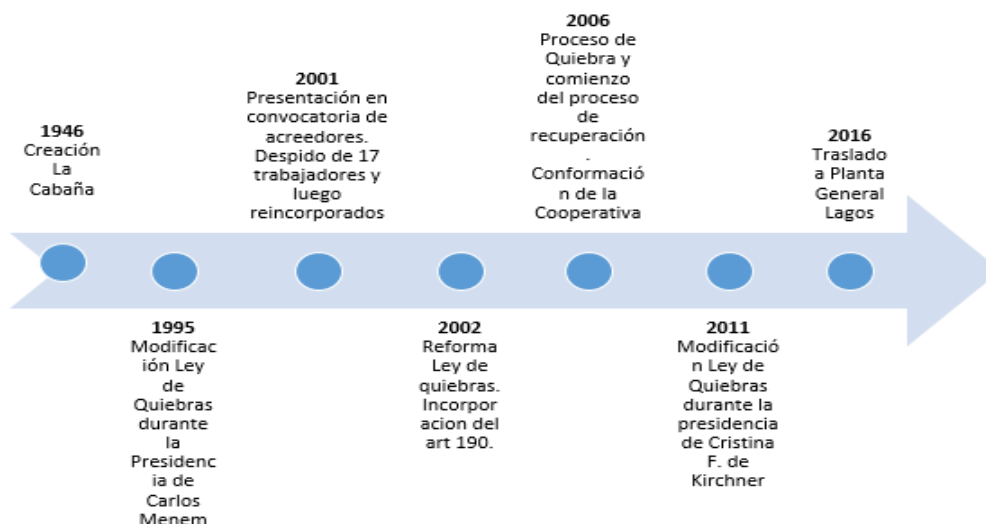 1946
Creación
La
Cabaña
1995
Modificac
ión Ley
de
Quiebras
durante
la
Presidenc
ia de
Carlos
Menem
2001
Presentación en
convocatoria de
acreedores.
Despido de 17
trabajadores y
luego
reincorporados
2002
Reforma
Ley de
quiebras.
Incorpor
acion del
art 190.
2006
Proceso de
Quiebra y
comienzo
del proceso
de
recuperación
.
Conformació
n de la
Cooperativa
2011
Modificació
n Ley de
Quiebras
durante la
presidencia
de Cristina
F. de
Kirchner
2016
Traslado
a Planta
General
Lagos